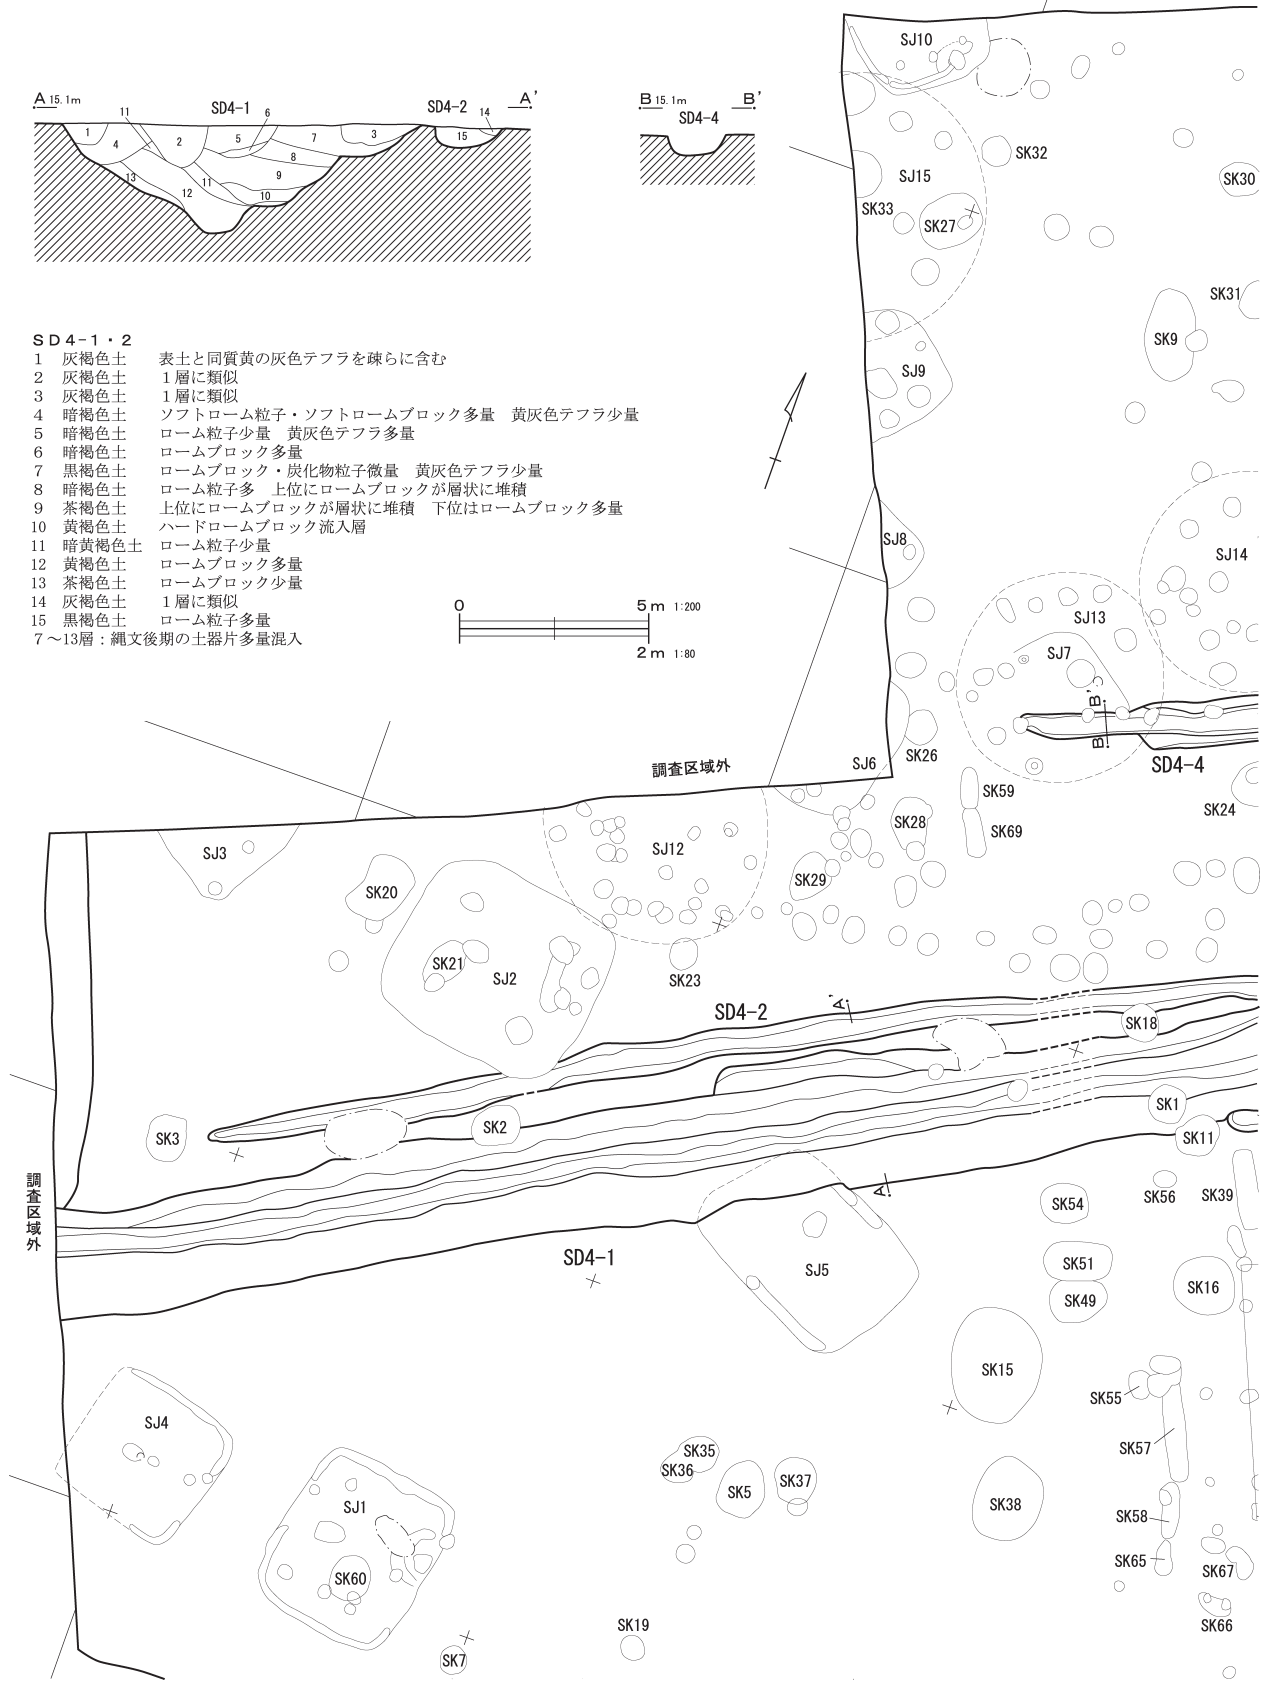 A 15.1m
SD4-1
SD4-2
A'
11
6
14
1
4
2
5
7
3
15
8
13
11
9
12
10
B 15.1m
B'
SD4-4
SD4-1・2
1 灰褐色土 表土と同質黄の灰色テフラを疎らに含む
2 灰褐色土 1層に類似
3 灰褐色土 1層に類似
4 暗褐色土 ソフトローム粒子・ソフトロームブロック多量 黄灰色テフラ少量
5 暗褐色土 ローム粒子少量 黄灰色テフラ多量
6 暗褐色土 ロームブロック多量
7 黒褐色土 ロームブロック・炭化物粒子微量 黄灰色テフラ少量
8 暗褐色土 ローム粒子多 上位にロームブロックが層状に堆積
9 茶褐色土 上位にロームブロックが層状に堆積 下位はロームブロック多量
10 黄褐色土 ハードロームブロック流入層
11 暗黄褐色土 ローム粒子少量
12 黄褐色土 ロームブロック多量
13 茶褐色土 ロームブロック少量
14 灰褐色土 1層に類似
15 黒褐色土 ローム粒子多量
7～13層：縄文後期の土器片多量混入
0 5m 1:200
2m 1:80
SJ10
SK32
SJ15
SK30
SK33
SK27
SK31
SK9
SJ9
SJ8
SJ14
SJ13
SJ7
B'
B
SD4-4
SK26
SJ6
調査区域外
SK59
SK24
SK28
SK69
SJ3
SJ12
SK20
SK29
SK21
SJ2
SK23
SD4-2
A'
SK18
SK3
SK2
SK1
SK11
調査区域外
A
SK56
SK39
SK54
SD4-1
SJ5
SK51
SK16
SK49
SK15
SK55
SJ4
SK57
SK35
SK36
SK5
SK37
SJ1
SK38
SK58
SK65
SK67
SK60
SK19
SK66
SK7